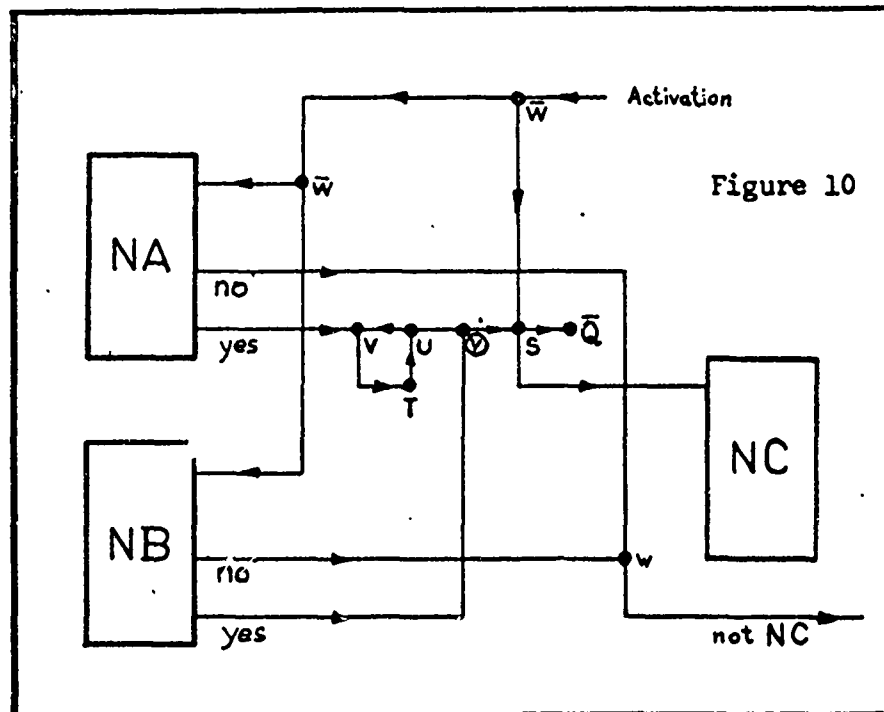 W̅ Activation
W̅ Figure 10
NA
no
yes V U Ⓥ S Q̅
T
NC
NB
no W
yes not NC